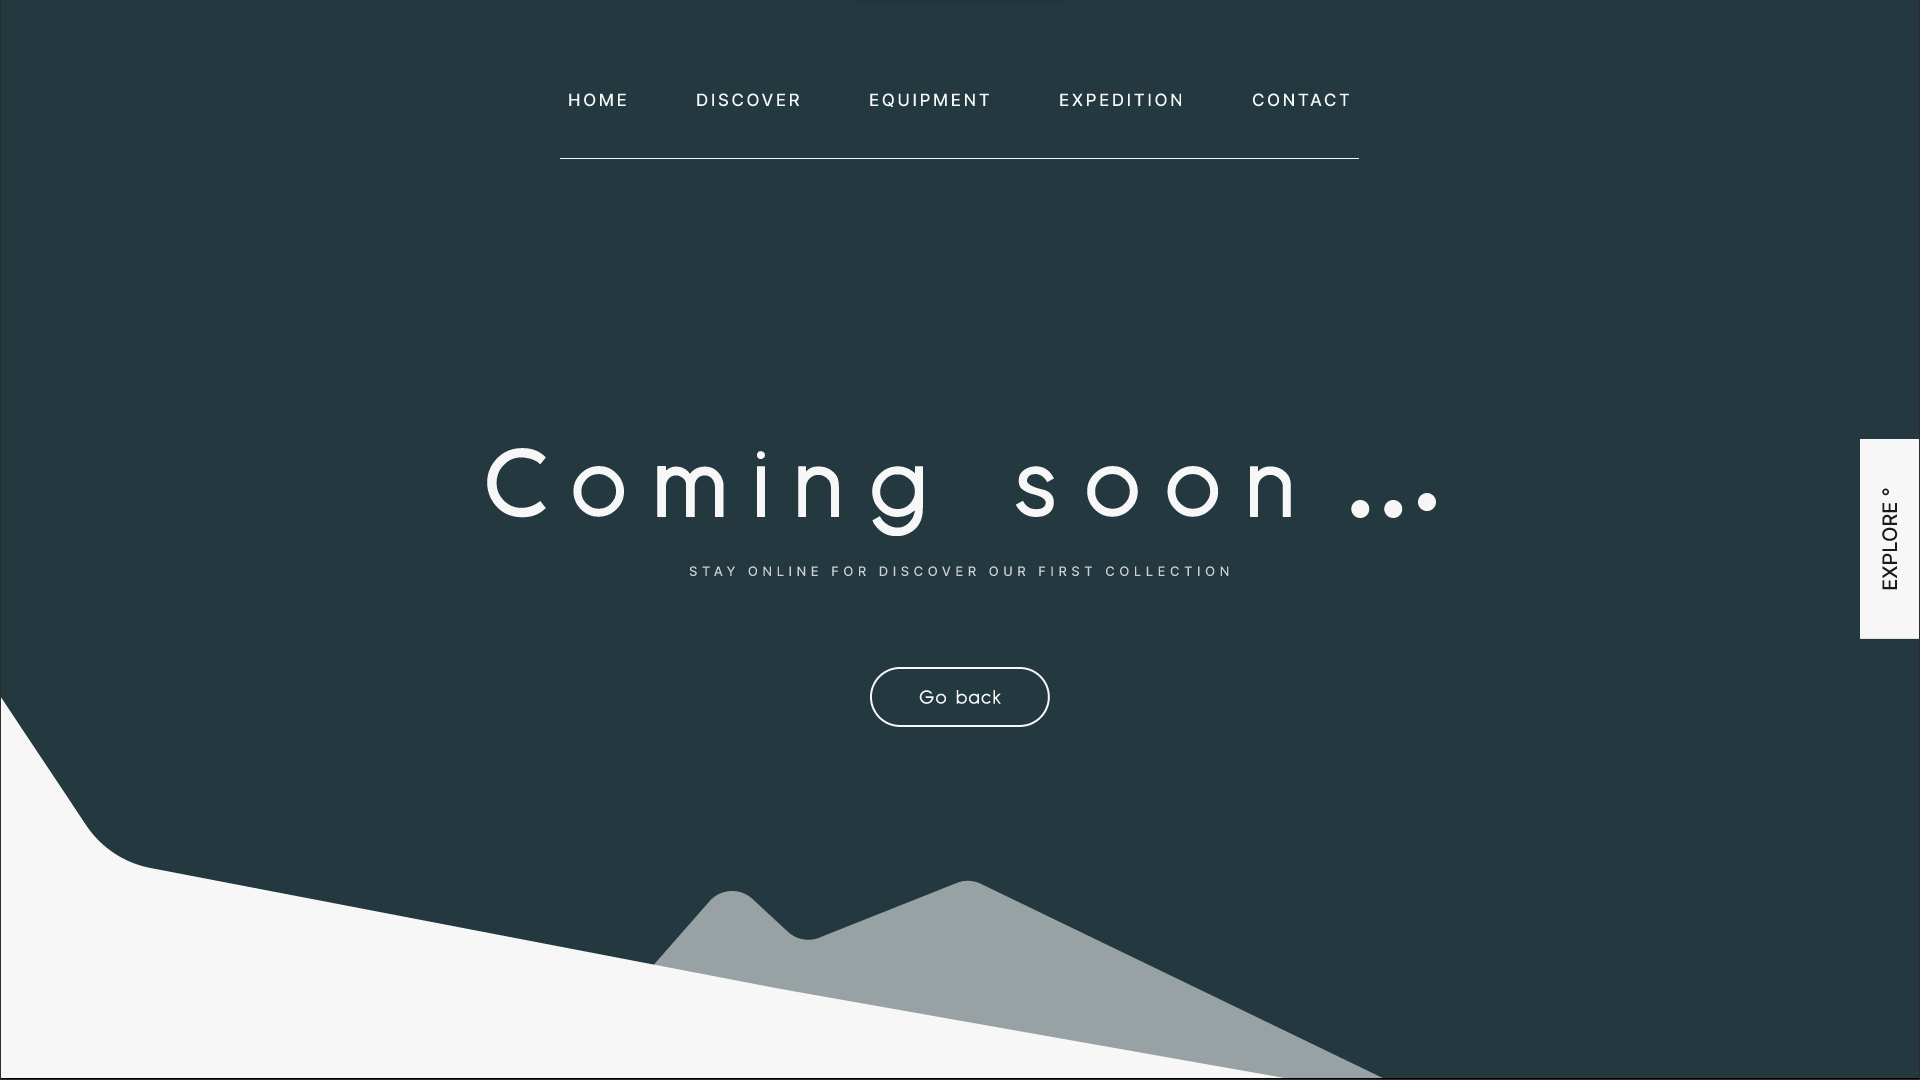 HOME DISCOVER EQUIPMENT EXPEDITION CONTACT
Coming soon ...
STAY ONLINE FOR DISCOVER OUR FIRST COLLECTION
Go back
EXPLORE °